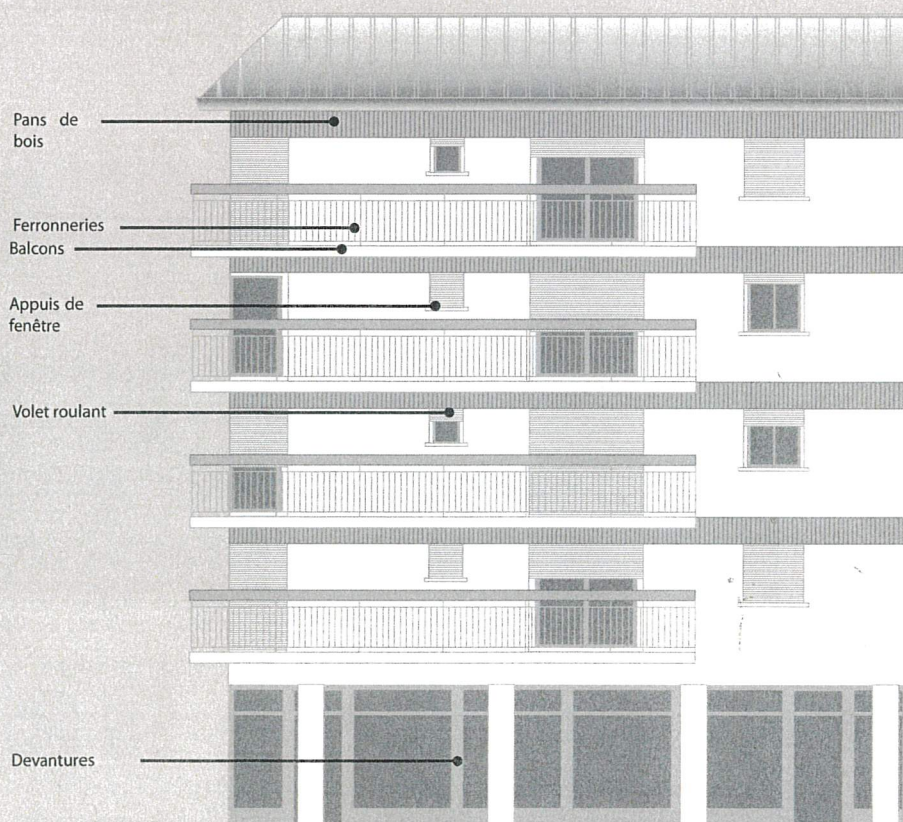 Pans de
bois
Ferronneries
Balcons
Appuis de
fenêtre
Volet roulant
Devantures